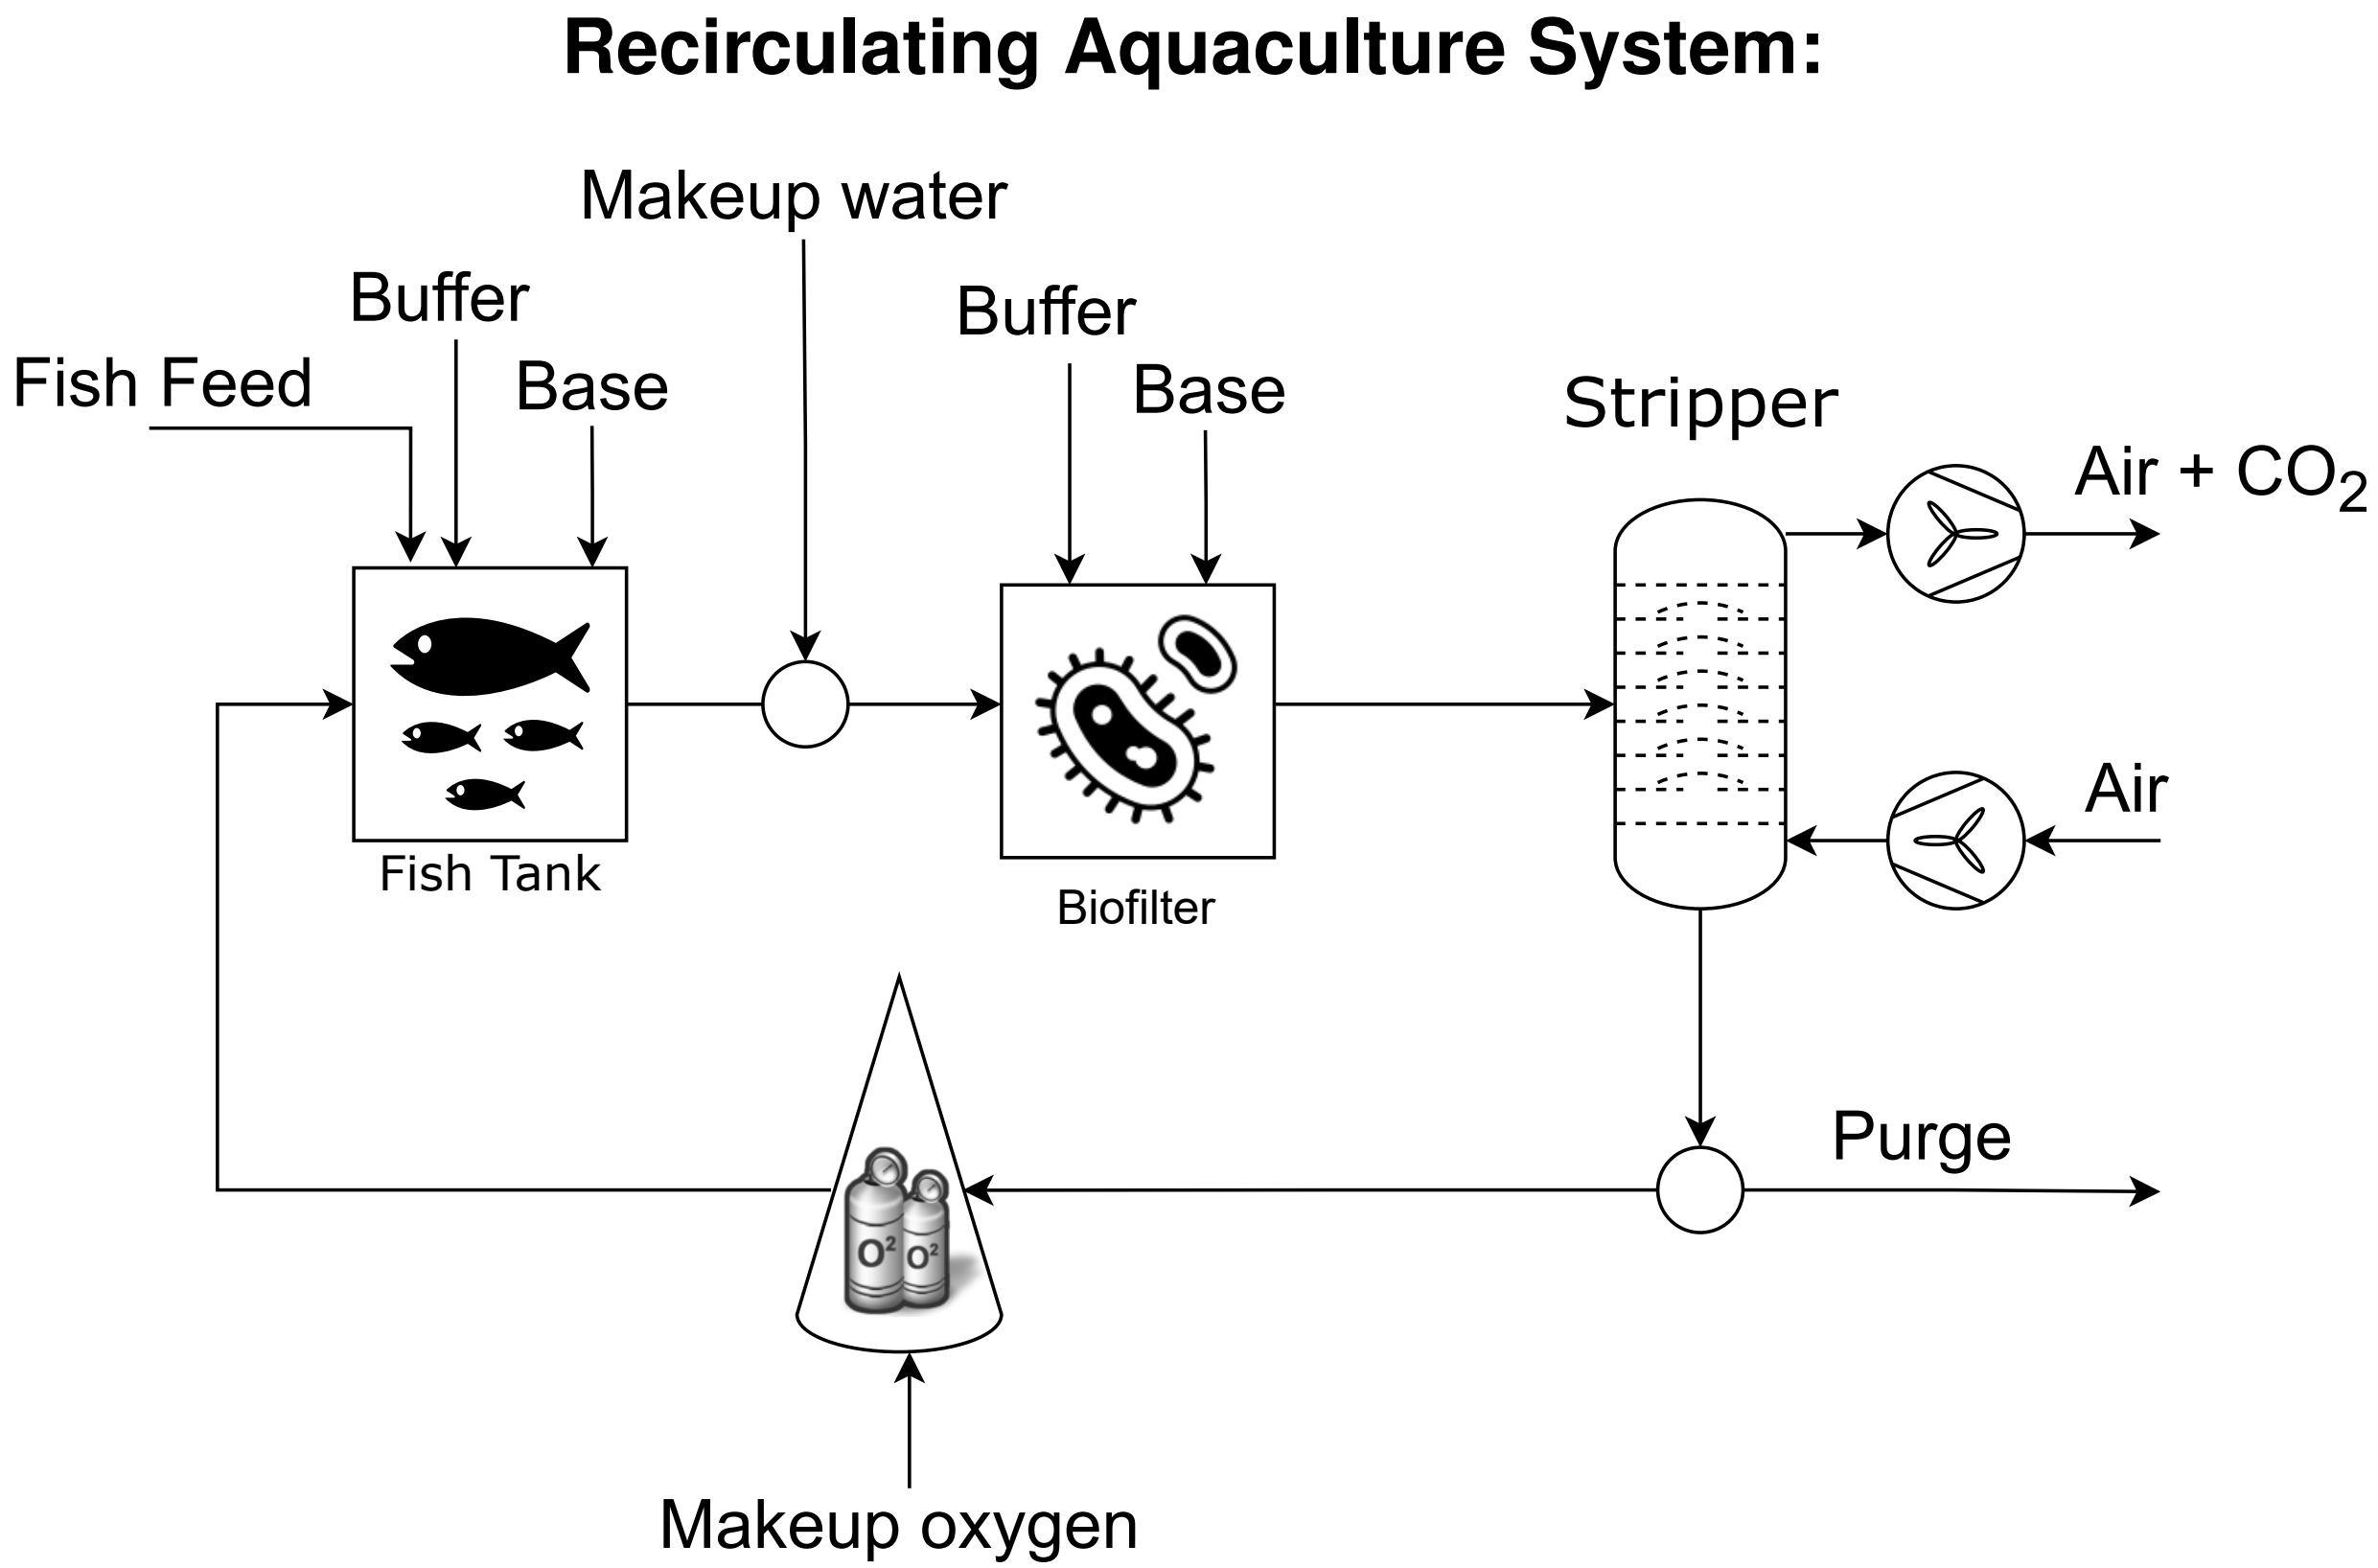 Recirculating Aquaculture System:
Makeup water
Buffer
Buffer
Fish Feed
Base
Base
Stripper
Air + CO₂
Air
Fish Tank
Biofilter
Purge
O²
O²
Makeup oxygen